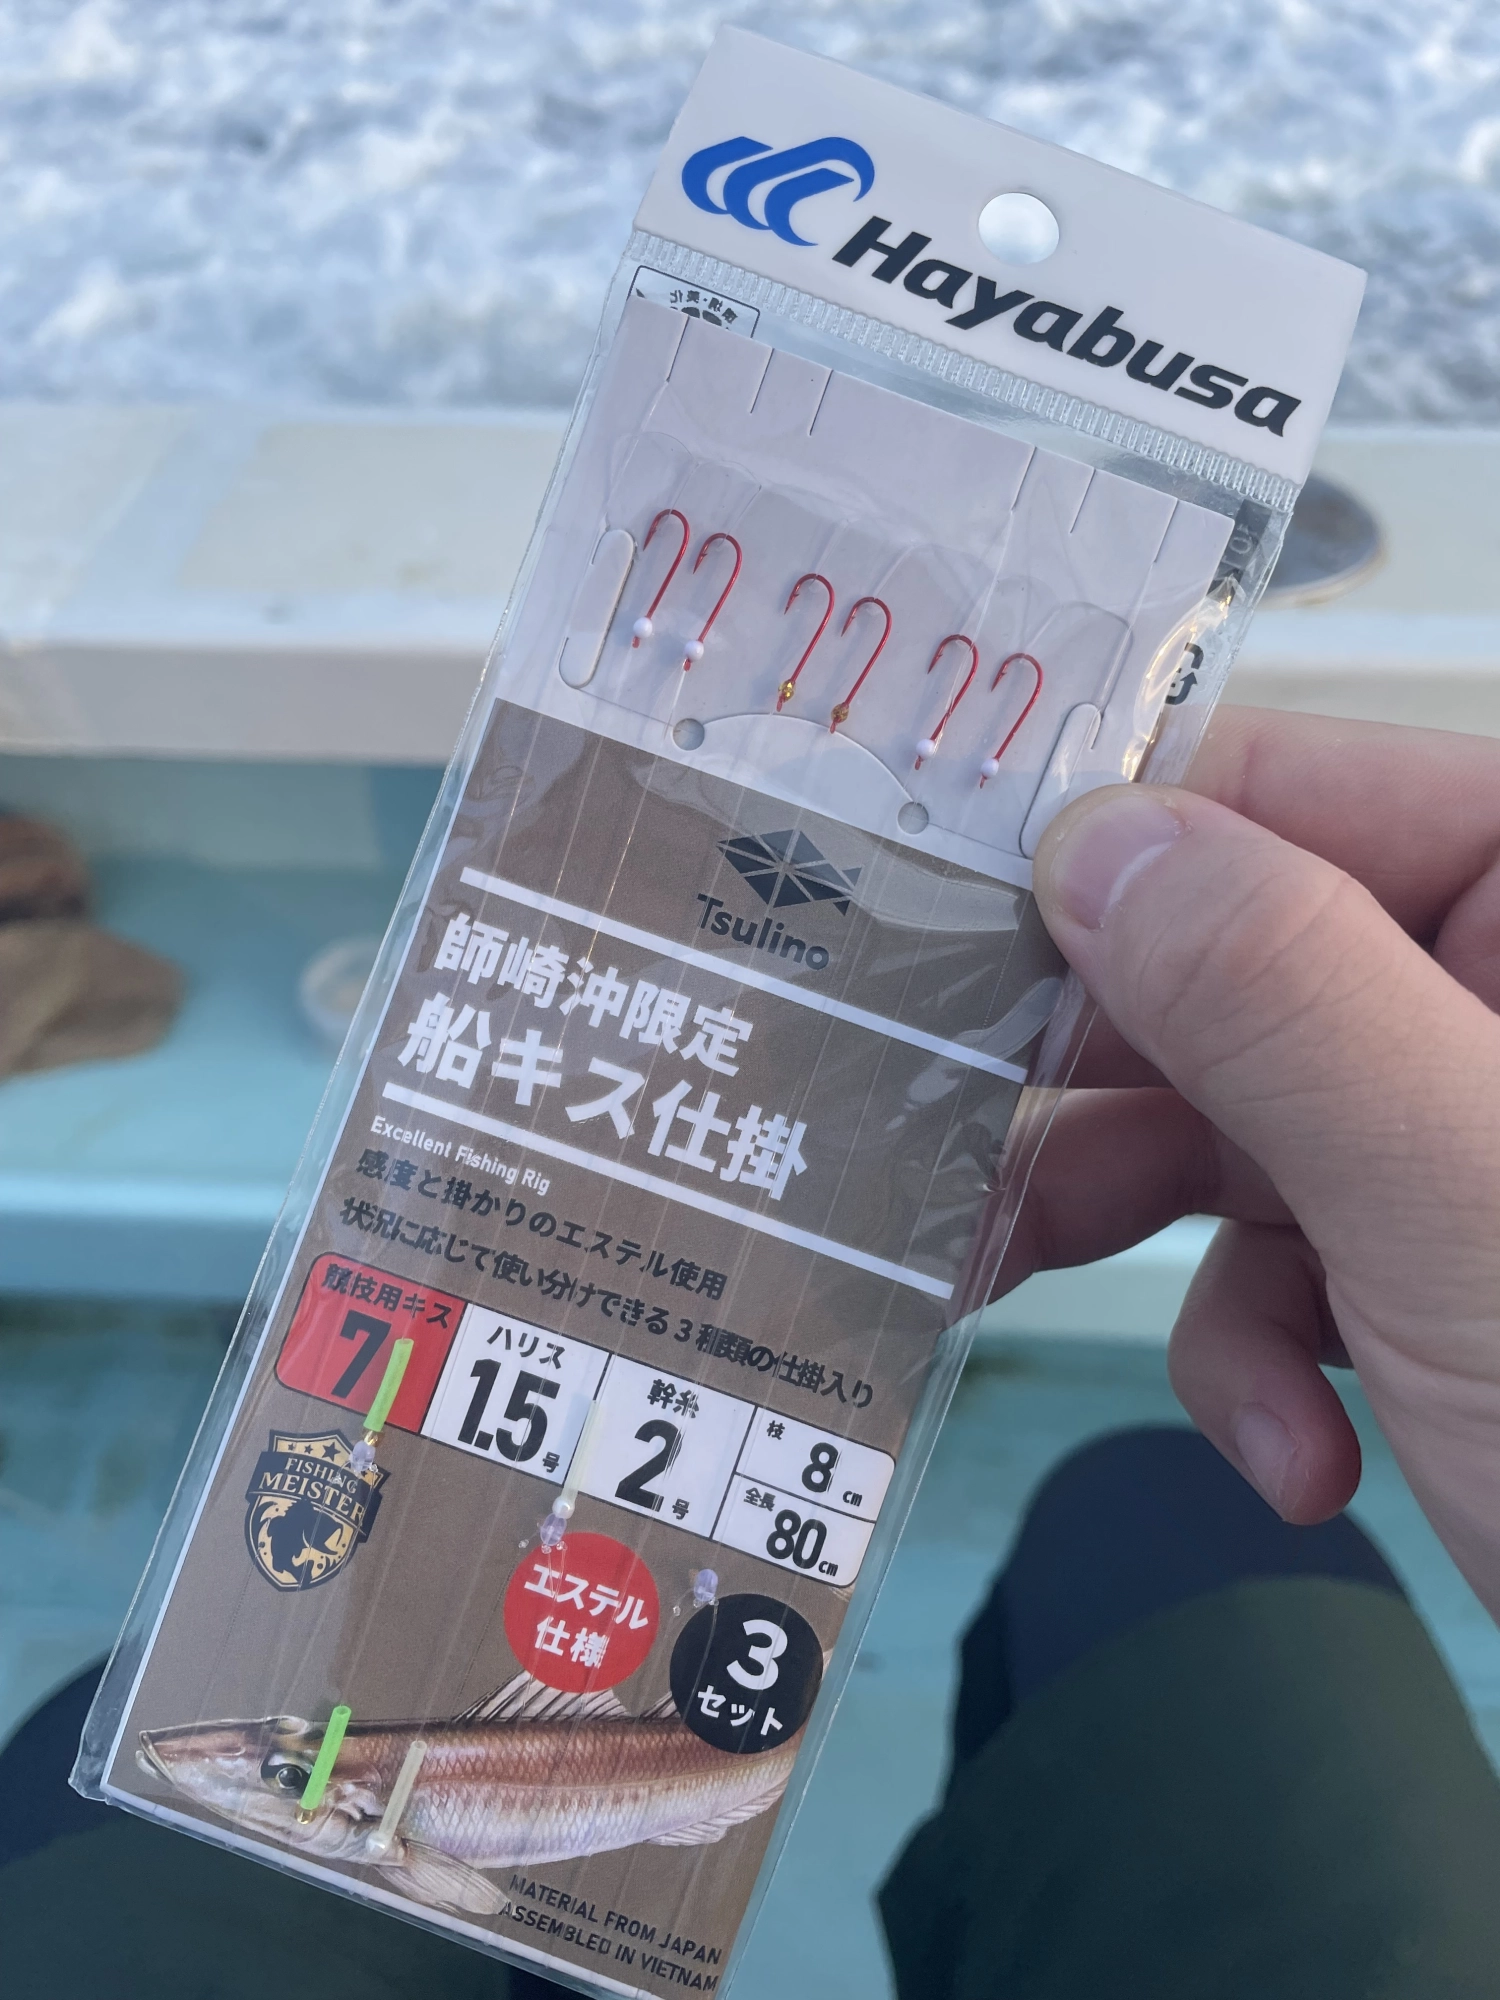 Hayabusa
Tsulino
師崎沖限定
船キス仕掛
Excellent Fishing Rig
感度と掛かりのエステル使用
状況に応じて使い分けできる3種類の仕掛入り
競技用キス
7
ハリス
1.5号
幹糸
2号
枝
8cm
全長
80cm
FISHING
MEISTER
エステル
仕様
3
セット
MATERIAL FROM JAPAN
ASSEMBLED IN VIETNAM